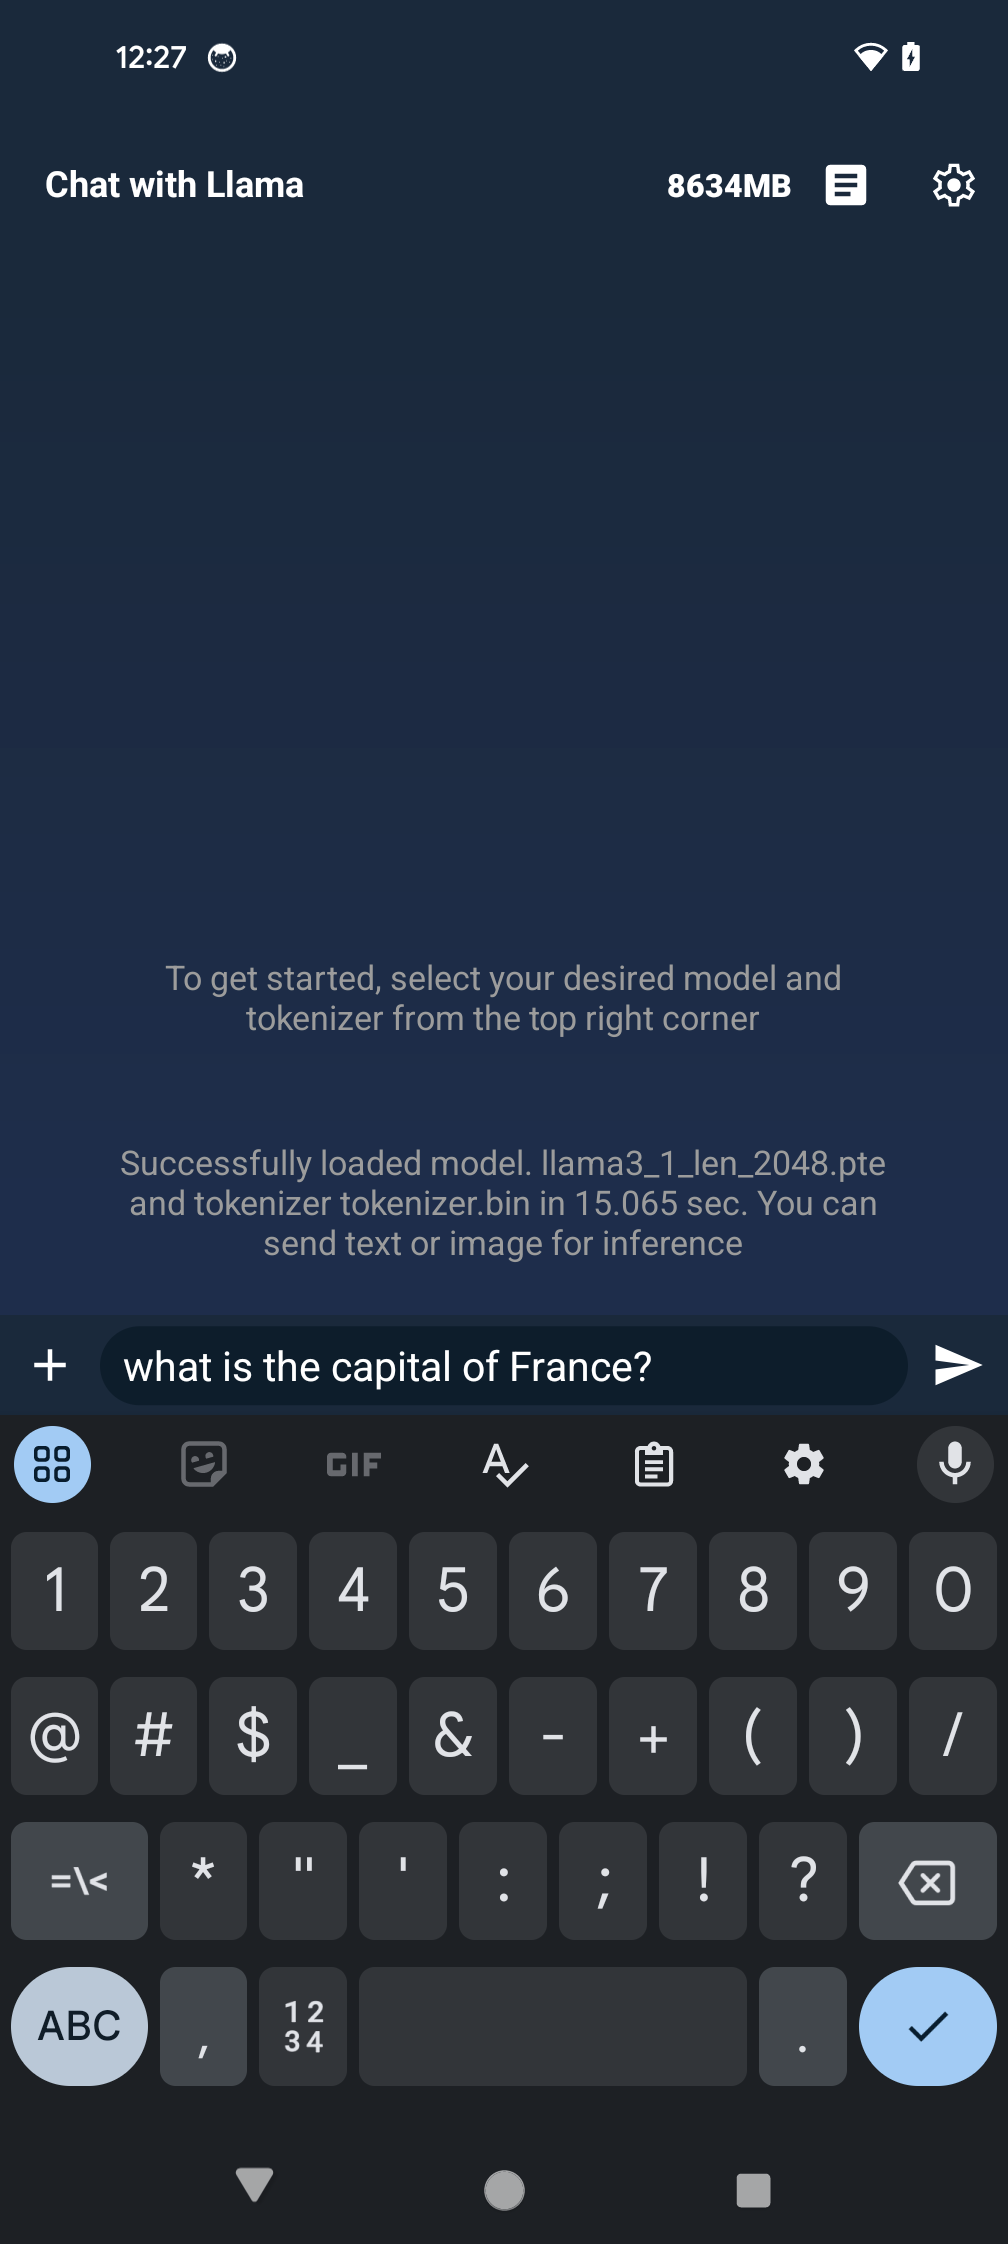 12:27
Chat with Llama
8634MB
To get started, select your desired model and
tokenizer from the top right corner
Successfully loaded model. llama3_1_len_2048.pte
and tokenizer tokenizer.bin in 15.065 sec. You can
send text or image for inference
what is the capital of France?
GIF
1 2 3 4 5 6 7 8 9 0
@ # $ _ & - + ( ) /
=\< * " ' : ; ! ?
ABC , 12 .
34